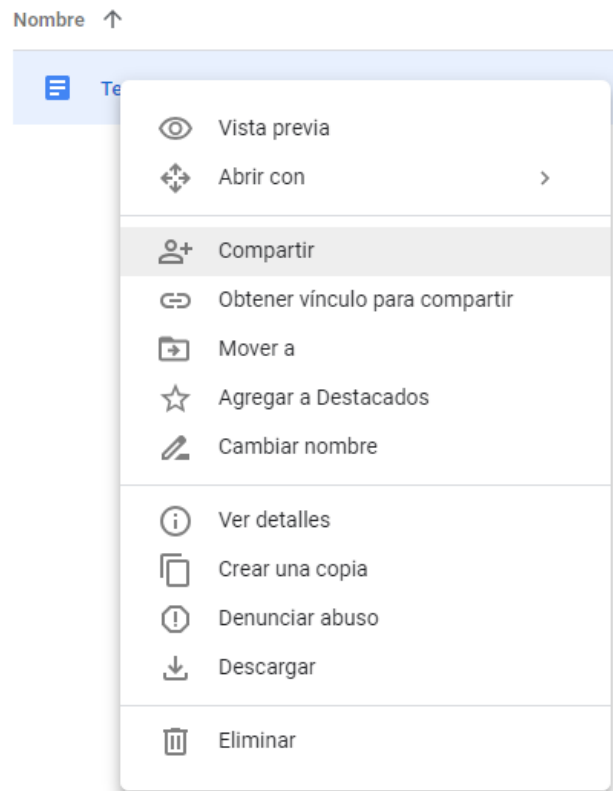 Nombre
Te
Vista previa
Abrir con
Compartir
Obtener vínculo para compartir
Mover a
Agregar a Destacados
Cambiar nombre
Ver detalles
Crear una copia
Denunciar abuso
Descargar
Eliminar